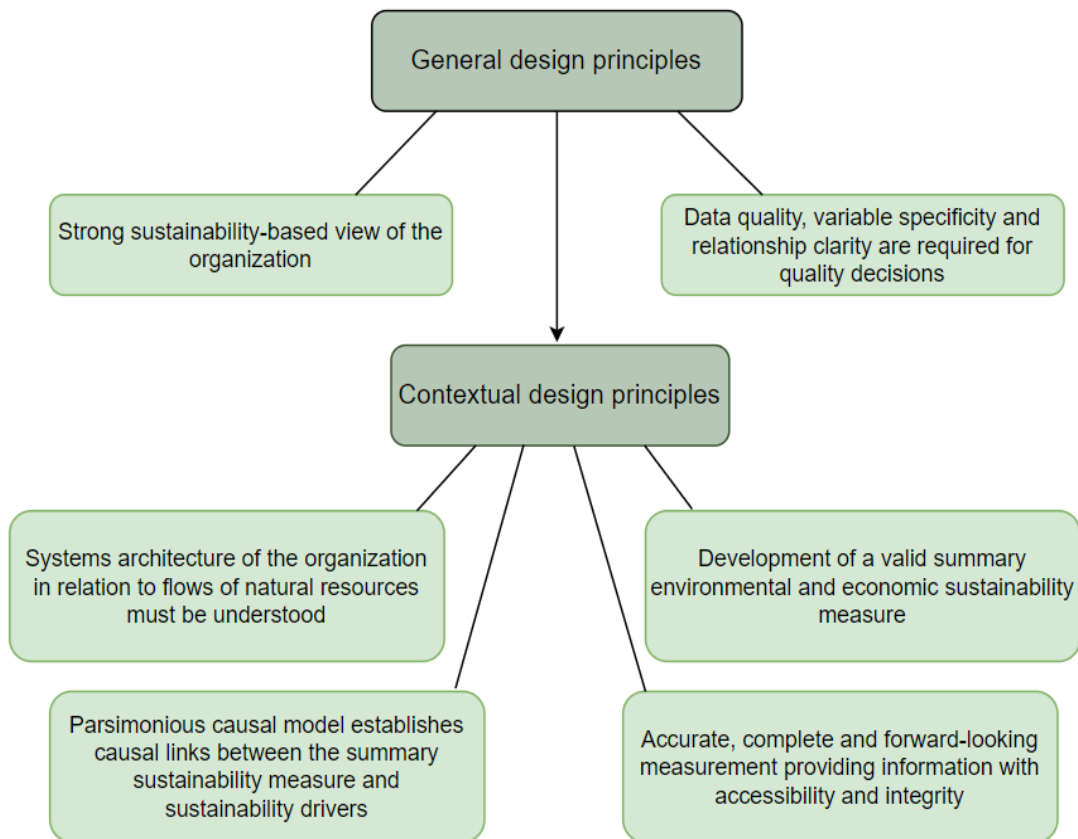 General design principles
Strong sustainability-based view of the
organization
Data quality, variable specificity and
relationship clarity are required for
quality decisions
Contextual design principles
Systems architecture of the organization
in relation to flows of natural resources
must be understood
Development of a valid summary
environmental and economic sustainability
measure
Parsimonious causal model establishes
causal links between the summary
sustainability measure and
sustainability drivers
Accurate, complete and forward-looking
measurement providing information with
accessibility and integrity